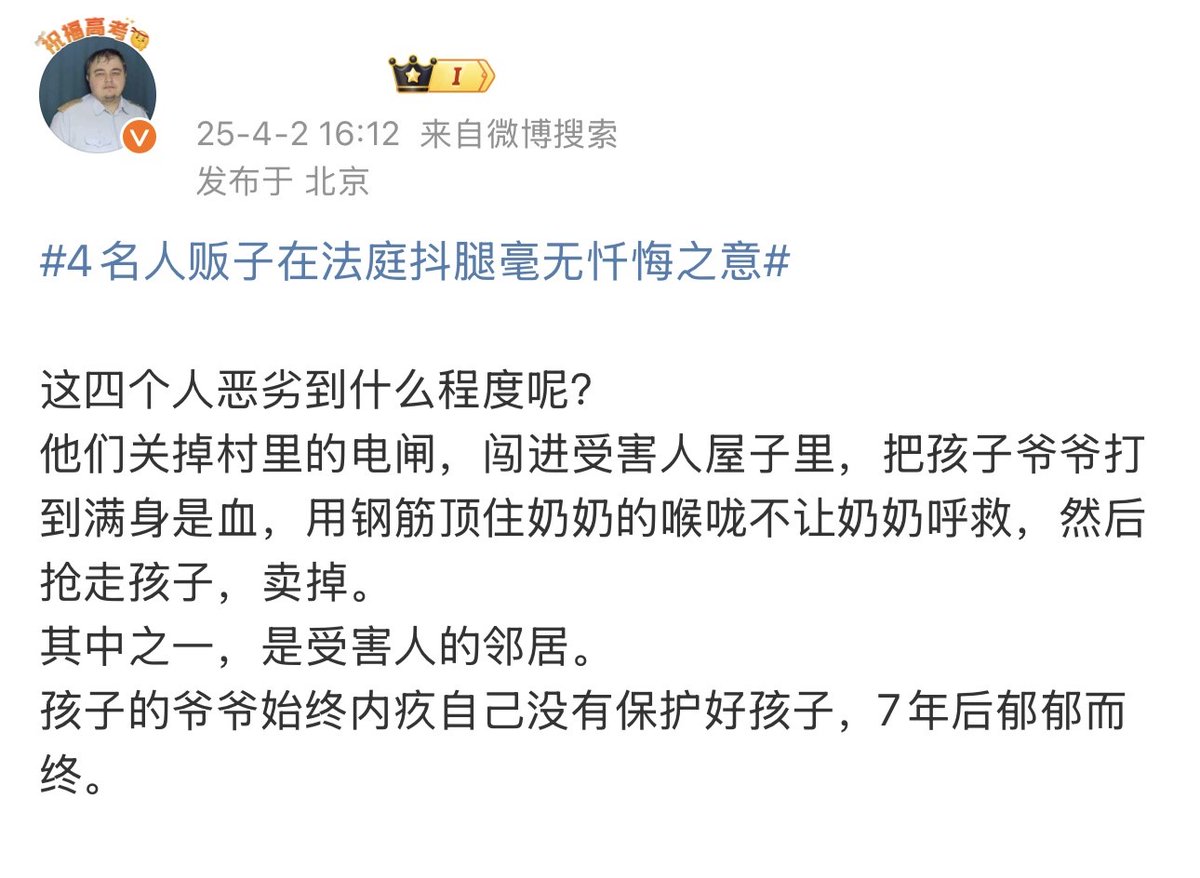 祝福高考
I
25-4-2 16:12 来自微博搜索
发布于 北京
#4名人贩子在法庭抖腿毫无忏悔之意#
这四个人恶劣到什么程度呢？
他们关掉村里的电闸，闯进受害人屋子里，把孩子爷爷打
到满身是血，用钢筋顶住奶奶的喉咙不让奶奶呼救，然后
抢走孩子，卖掉。
其中之一，是受害人的邻居。
孩子的爷爷始终内疚自己没有保护好孩子，7年后郁郁而
终。